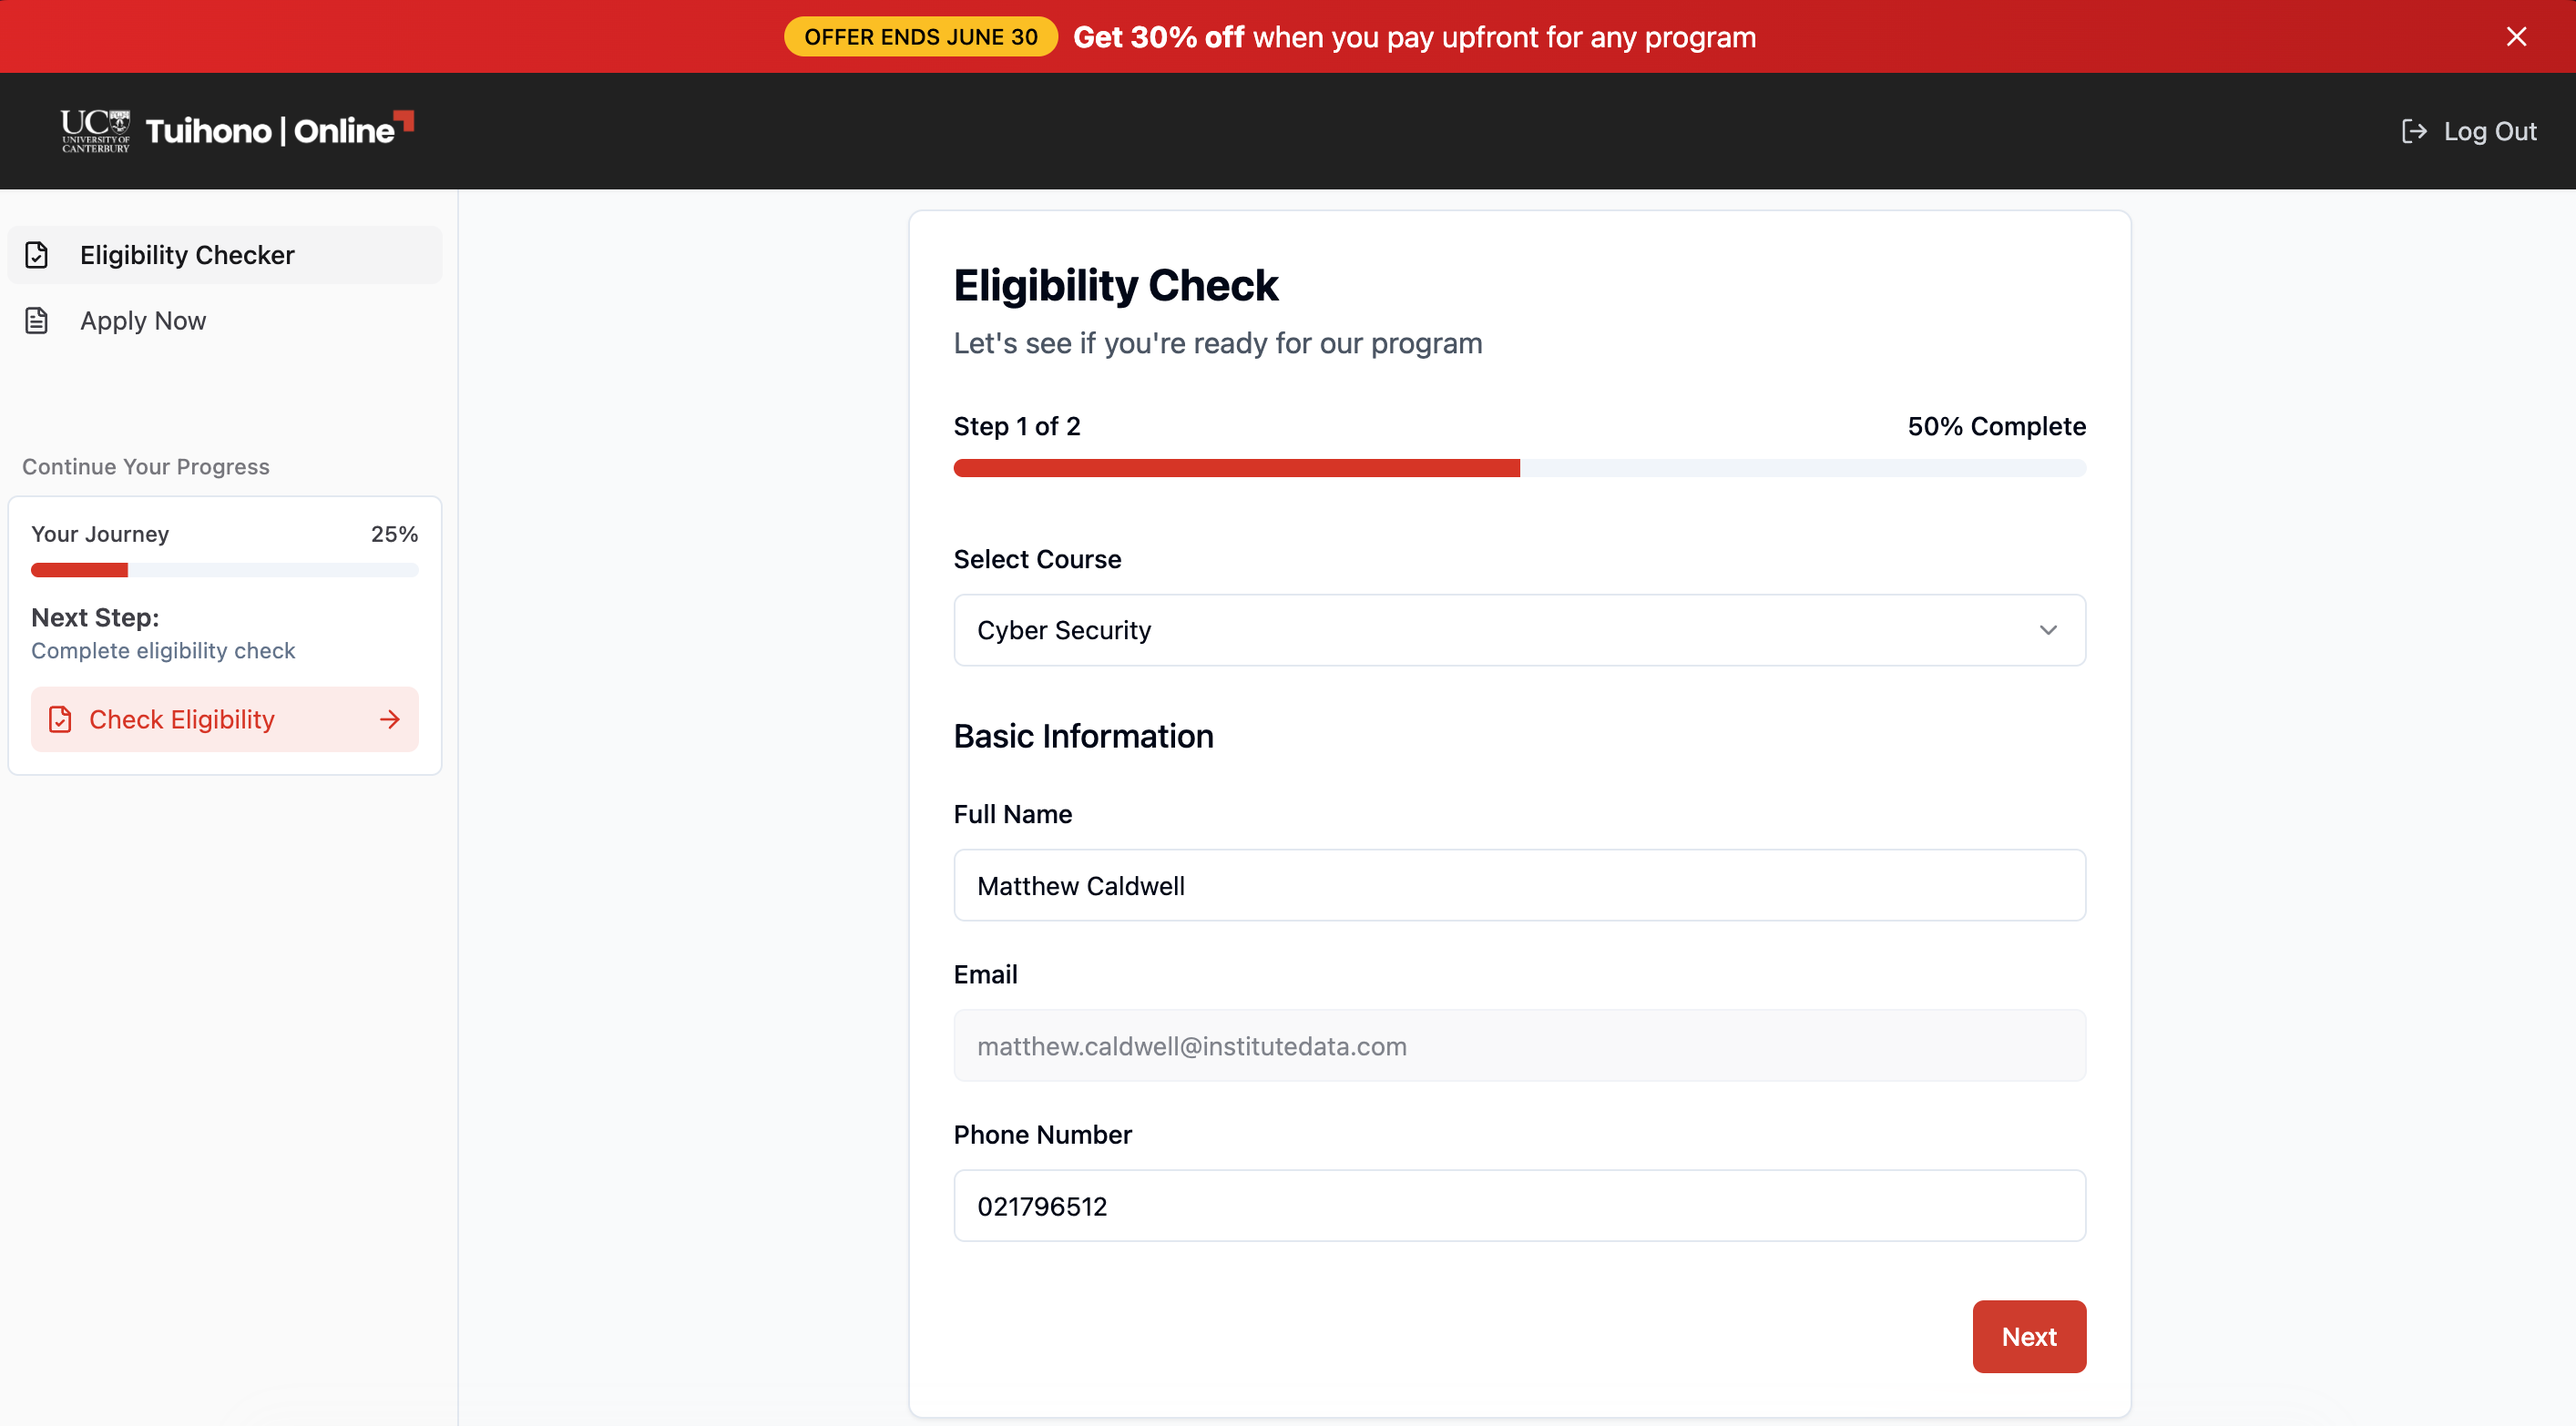 OFFER ENDS JUNE 30 Get 30% off when you pay upfront for any program
UC
UNIVERSITY OF
CANTERBURY
Tuihono | Online
Log Out
Eligibility Checker
Apply Now
Continue Your Progress
Your Journey 25%
Next Step:
Complete eligibility check
Check Eligibility
Eligibility Check
Let's see if you're ready for our program
Step 1 of 2 50% Complete
Select Course
Cyber Security
Basic Information
Full Name
Matthew Caldwell
Email
matthew.caldwell@institutedata.com
Phone Number
021796512
Next